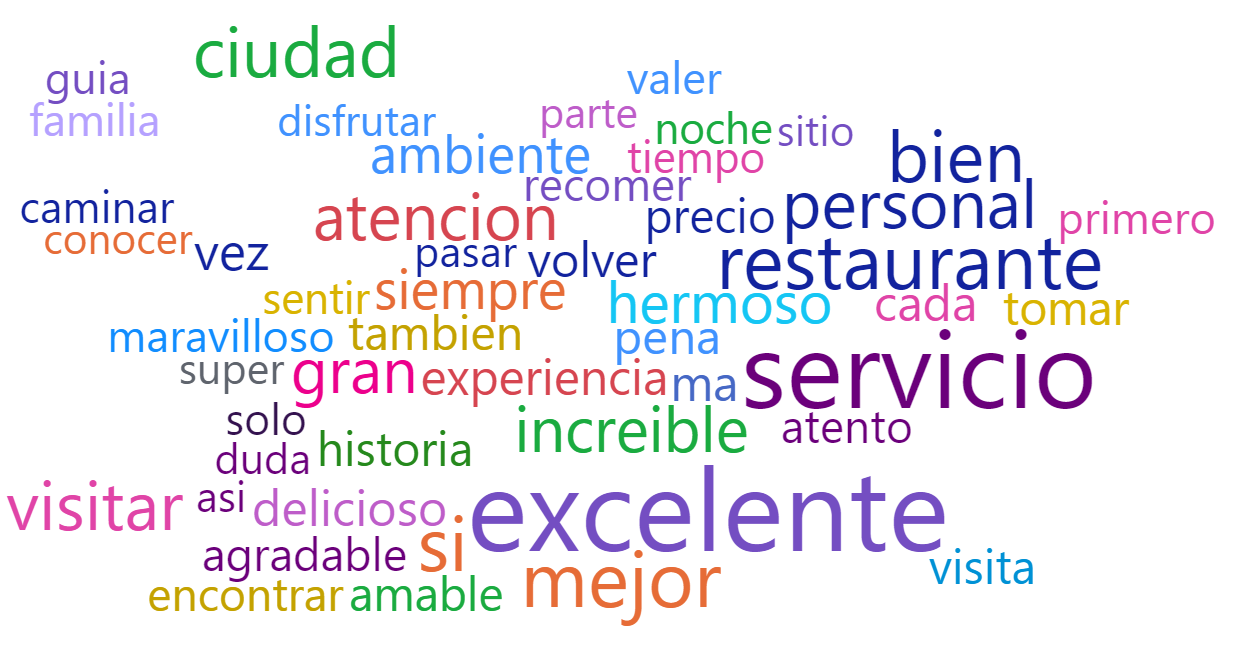 ciudad
guia
valer
familia
disfrutar
parte
noche
sitio
ambiente
tiempo
bien
recomer
caminar
atencion
precio
personal
primero
conocer
vez
pasar
volver
restaurante
sentir
siempre
hermoso
cada
tomar
maravilloso
tambien
pena
super
gran
experiencia
ma
servicio
solo
increible
atento
duda
historia
visitar
asi
delicioso
excelente
agradable
si
mejor
visita
encontrar
amable